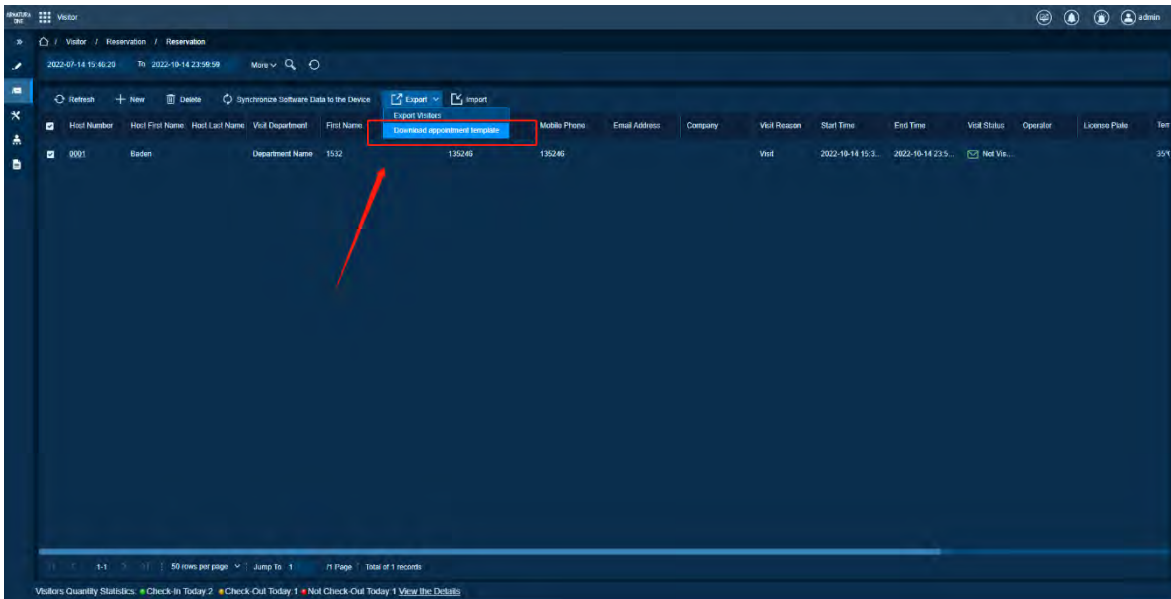 ARMATURA ONE Visitor admin
/ Visitor / Reservation / Reservation
2022-07-14 15:46:20 To 2022-10-14 23:59:59 More
Refresh New Delete Synchronize Software Data to the Device Export Import
Export Visitors
Download appointment template
Host Number Host First Name Host Last Name Visit Department First Name Mobile Phone Email Address Company Visit Reason Start Time End Time Visit Status Operator License Plate Tem
0001 Baden Department Name 1532 135246 135246 Visit 2022-10-14 15:3... 2022-10-14 23:5... Not Vis... 35℃
1-1 50 rows per page Jump To 1 /1 Page Total of 1 records
Visitors Quantity Statistics: Check-In Today:2 Check-Out Today:1 Not Check-Out Today:1 View the Details